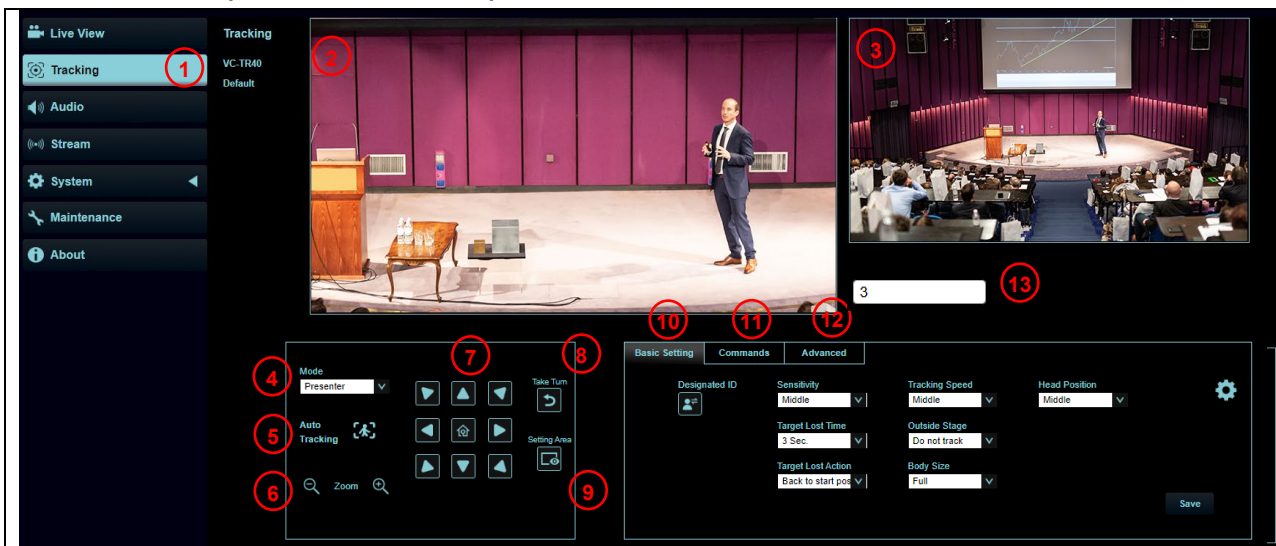 Live View
Tracking
Audio
Stream
System
Maintenance
About
Tracking
VC-TR40
Default
1
2
3
3
13
4
Mode
Presenter
5
Auto
Tracking
6
Zoom
7
8
Take Turn
Setting Area
9
10
11
12
Basic Setting Commands Advanced
Designated ID
Sensitivity
Middle
Tracking Speed
Middle
Head Position
Middle
Target Lost Time
3 Sec.
Outside Stage
Do not track
Target Lost Action
Back to start pos
Body Size
Full
Save